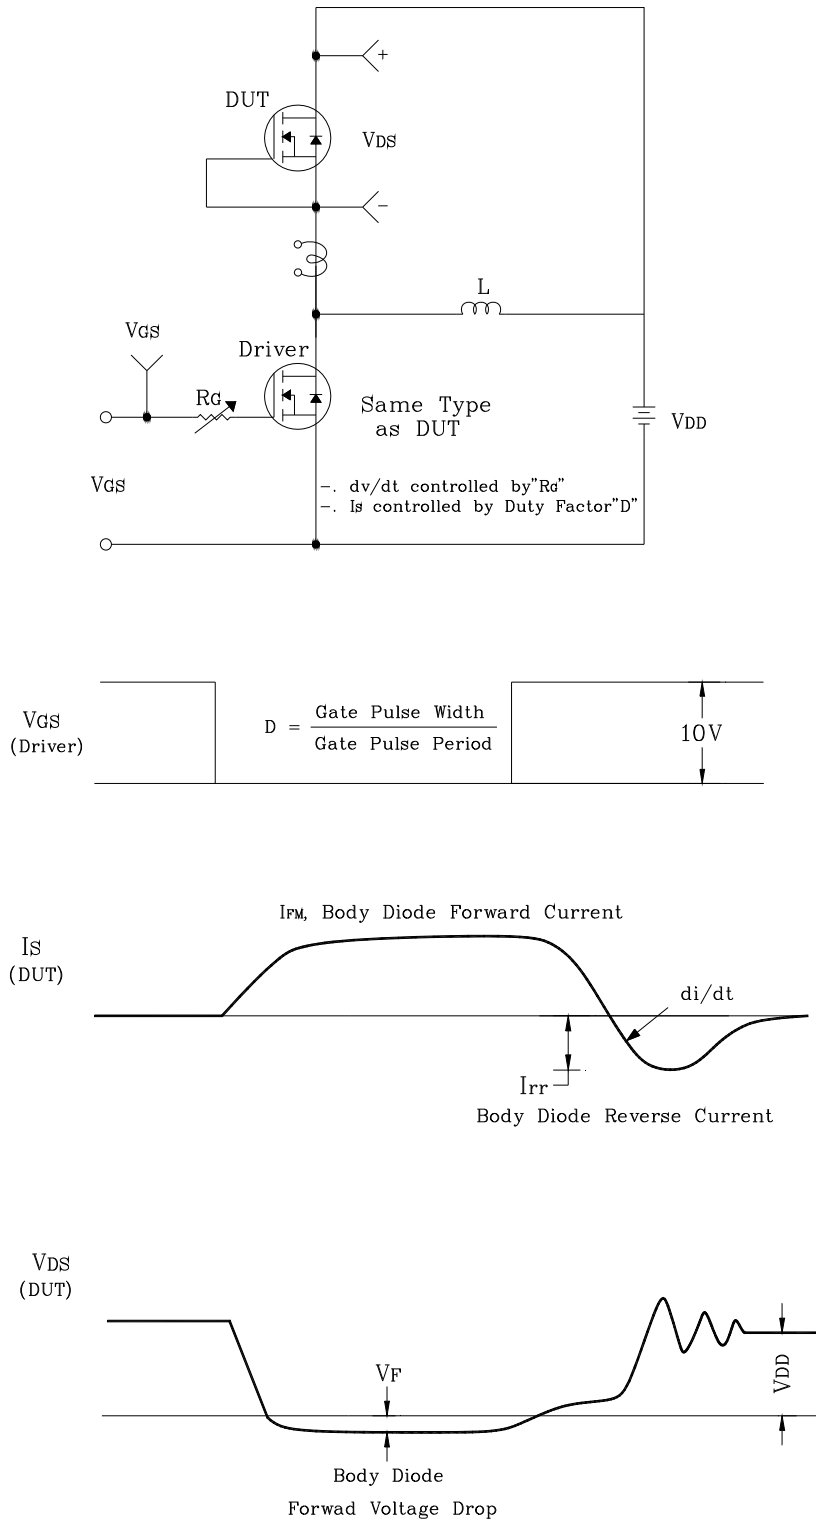 +
DUT
VDS
−
L
VGS
Driver
RG
Same Type
as DUT
VDD
VGS
−. dv/dt controlled by"RG"
−. Is controlled by Duty Factor"D"
VGS
(Driver)
D = Gate Pulse Width
Gate Pulse Period
10V
IFM, Body Diode Forward Current
IS
(DUT)
di/dt
Irr
Body Diode Reverse Current
VDS
(DUT)
VF
VDD
Body Diode
Forwad Voltage Drop